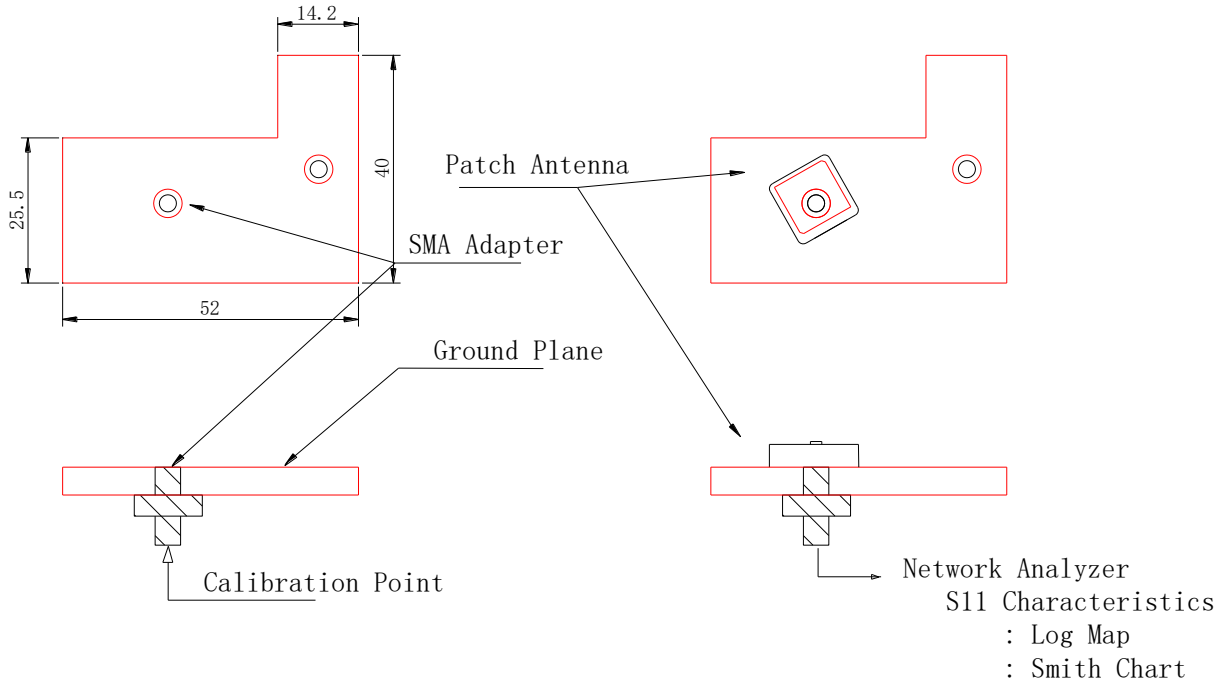 14.2
40
25.5
52
Patch Antenna
SMA Adapter
Ground Plane
Calibration Point
Network Analyzer
S11 Characteristics
: Log Map
: Smith Chart